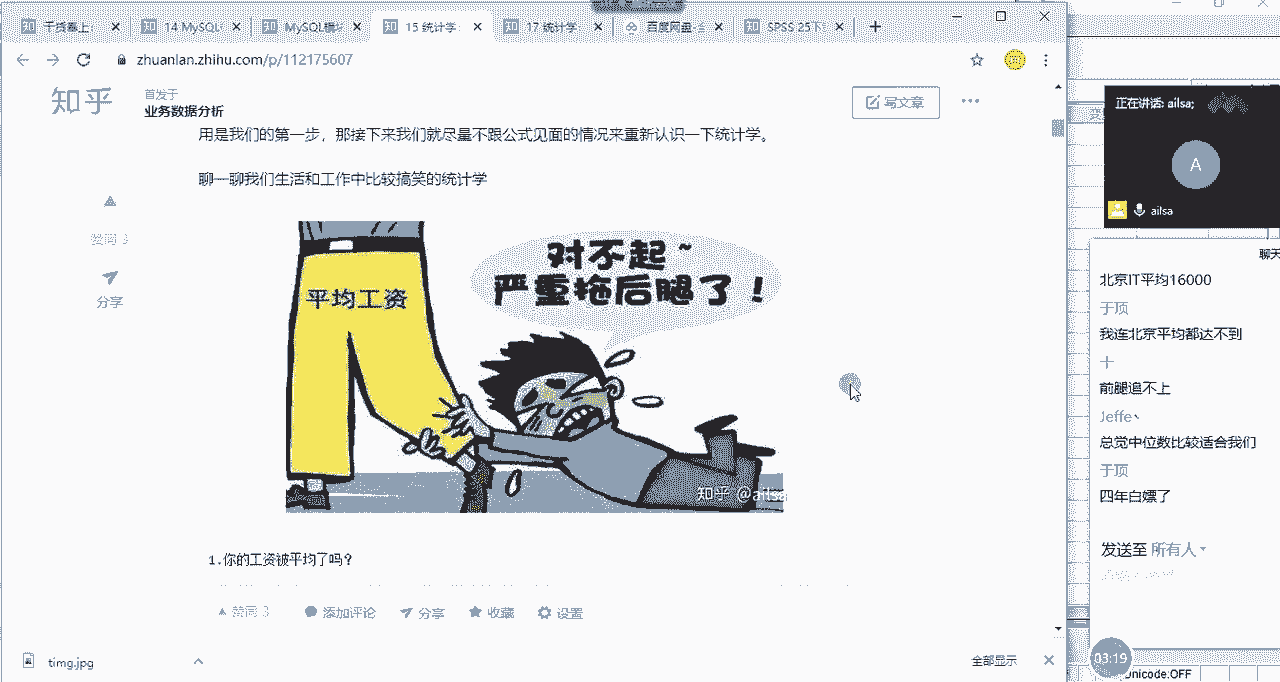 干货奉上:
14 MySQL
MySQL
15 统计学
17 统计学
百度网盘
SPSS 25下
zhuanlan.zhihu.com/p/112175607
知乎
首发于
业务数据分析
写文章
用是我们的第一步，那接下来我们就尽量不跟公式见面的情况来重新认识一下统计学。
聊一聊我们生活和工作中比较搞笑的统计学
赞同 3
分享
平均工资
对不起~
严重拖后腿了！
知乎 @ailsa
1.你的工资被平均了吗？
赞同 3
添加评论
分享
收藏
设置
timg.jpg
全部显示
正在讲话: ailsa;
A
ailsa
聊天
北京IT平均16000
于顶
我连北京平均都达不到
十
前腿追不上
Jeffe、
总觉中位数比较适合我们
于顶
四年白嫖了
发送至 所有人
03:19
Unicode:OFF